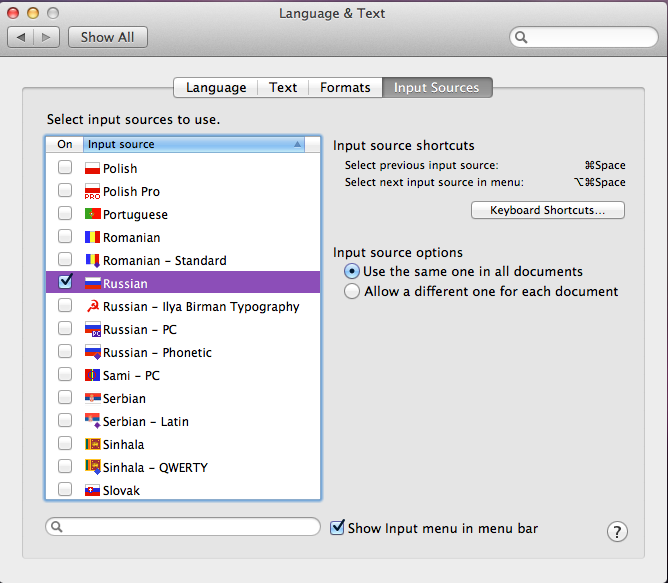 Language & Text
Show All
Language Text Formats Input Sources
Select input sources to use.
On Input source
Polish
PRO Polish Pro
Portuguese
Romanian
Romanian - Standard
Russian
Russian - Ilya Birman Typography
PC Russian - PC
Russian - Phonetic
Sami - PC
Serbian
Serbian - Latin
Sinhala
Sinhala - QWERTY
Slovak
Input source shortcuts
Select previous input source: ⌘Space
Select next input source in menu: ⌥⌘Space
Keyboard Shortcuts...
Input source options
Use the same one in all documents
Allow a different one for each document
Show Input menu in menu bar
?